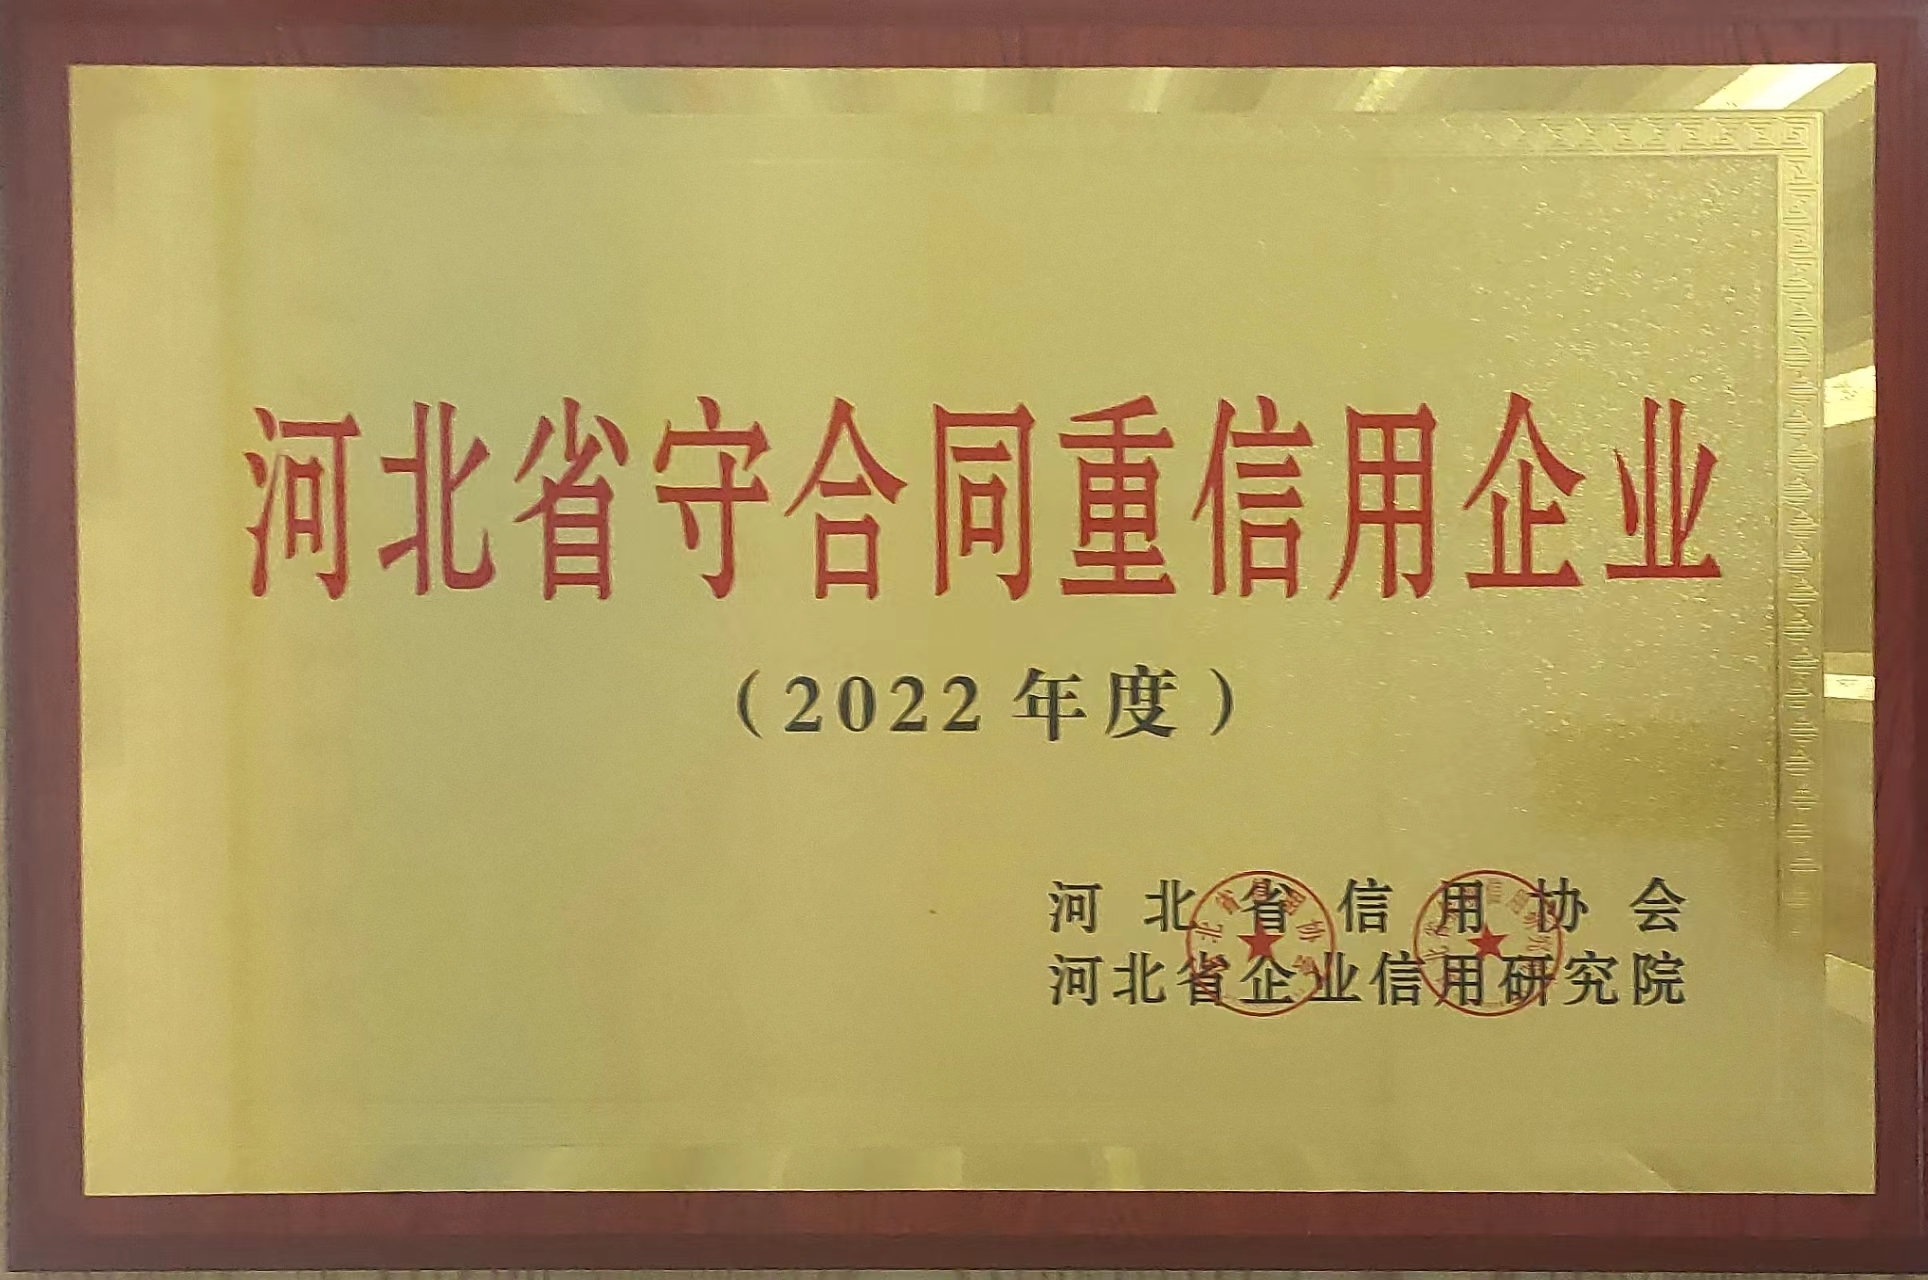 河北省守合同重信用企业
（2022年度）
河北省信用协会
河北省企业信用研究院